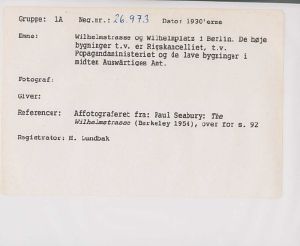 Gruppe: 1A Neg.nr.: 26.973 Dato: 1930'erne
Emne: Wilhelmstrasse og Wilhelmplatz i Berlin. De høje
bygninger t.v. er Rigskancelliet, t.v.
Popagandaministeriet og de lave bygninger i
midten Auswärtiges Amt.
Fotograf:
Giver:
Referencer: Affotograferet fra: Paul Seabury: The
Wilhelmstrasse (Berkeley 1954), over for s. 92
Registrator: H. Lundbak